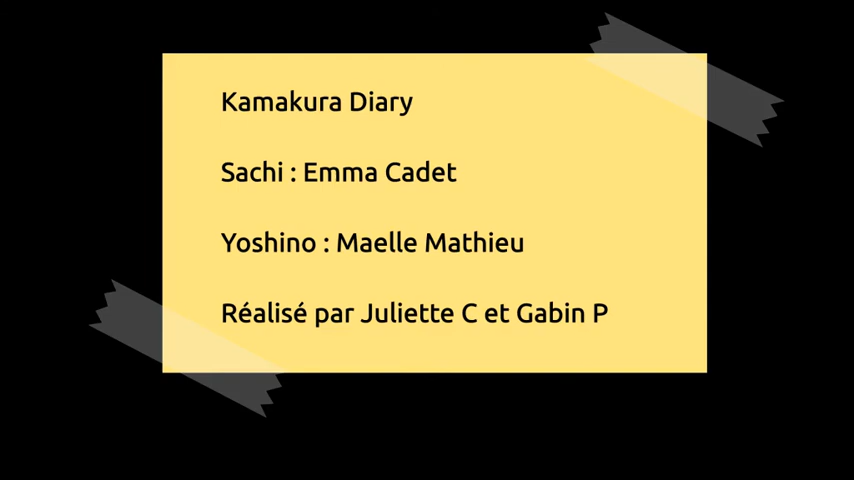 Kamakura Diary
Sachi : Emma Cadet
Yoshino : Maelle Mathieu
Réalisé par Juliette C et Gabin P